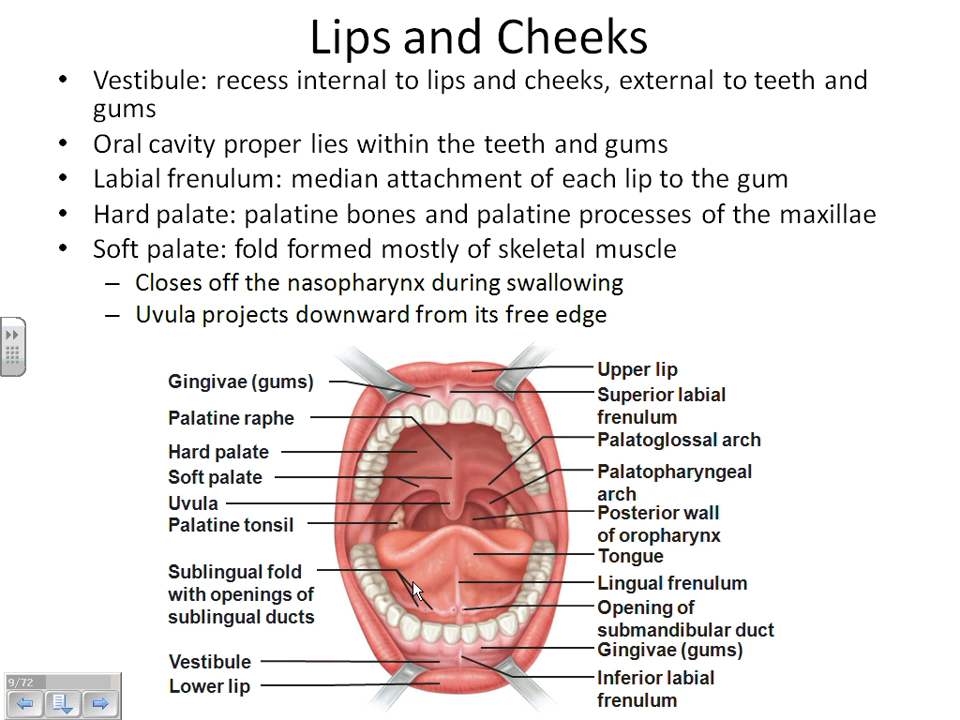 Lips and Cheeks
• Vestibule: recess internal to lips and cheeks, external to teeth and
gums
• Oral cavity proper lies within the teeth and gums
• Labial frenulum: median attachment of each lip to the gum
• Hard palate: palatine bones and palatine processes of the maxillae
• Soft palate: fold formed mostly of skeletal muscle
– Closes off the nasopharynx during swallowing
– Uvula projects downward from its free edge
Gingivae (gums)
Palatine raphe
Hard palate
Soft palate
Uvula
Palatine tonsil
Sublingual fold
with openings of
sublingual ducts
Vestibule
Lower lip
Upper lip
Superior labial
frenulum
Palatoglossal arch
Palatopharyngeal
arch
Posterior wall
of oropharynx
Tongue
Lingual frenulum
Opening of
submandibular duct
Gingivae (gums)
Inferior labial
frenulum
9/72